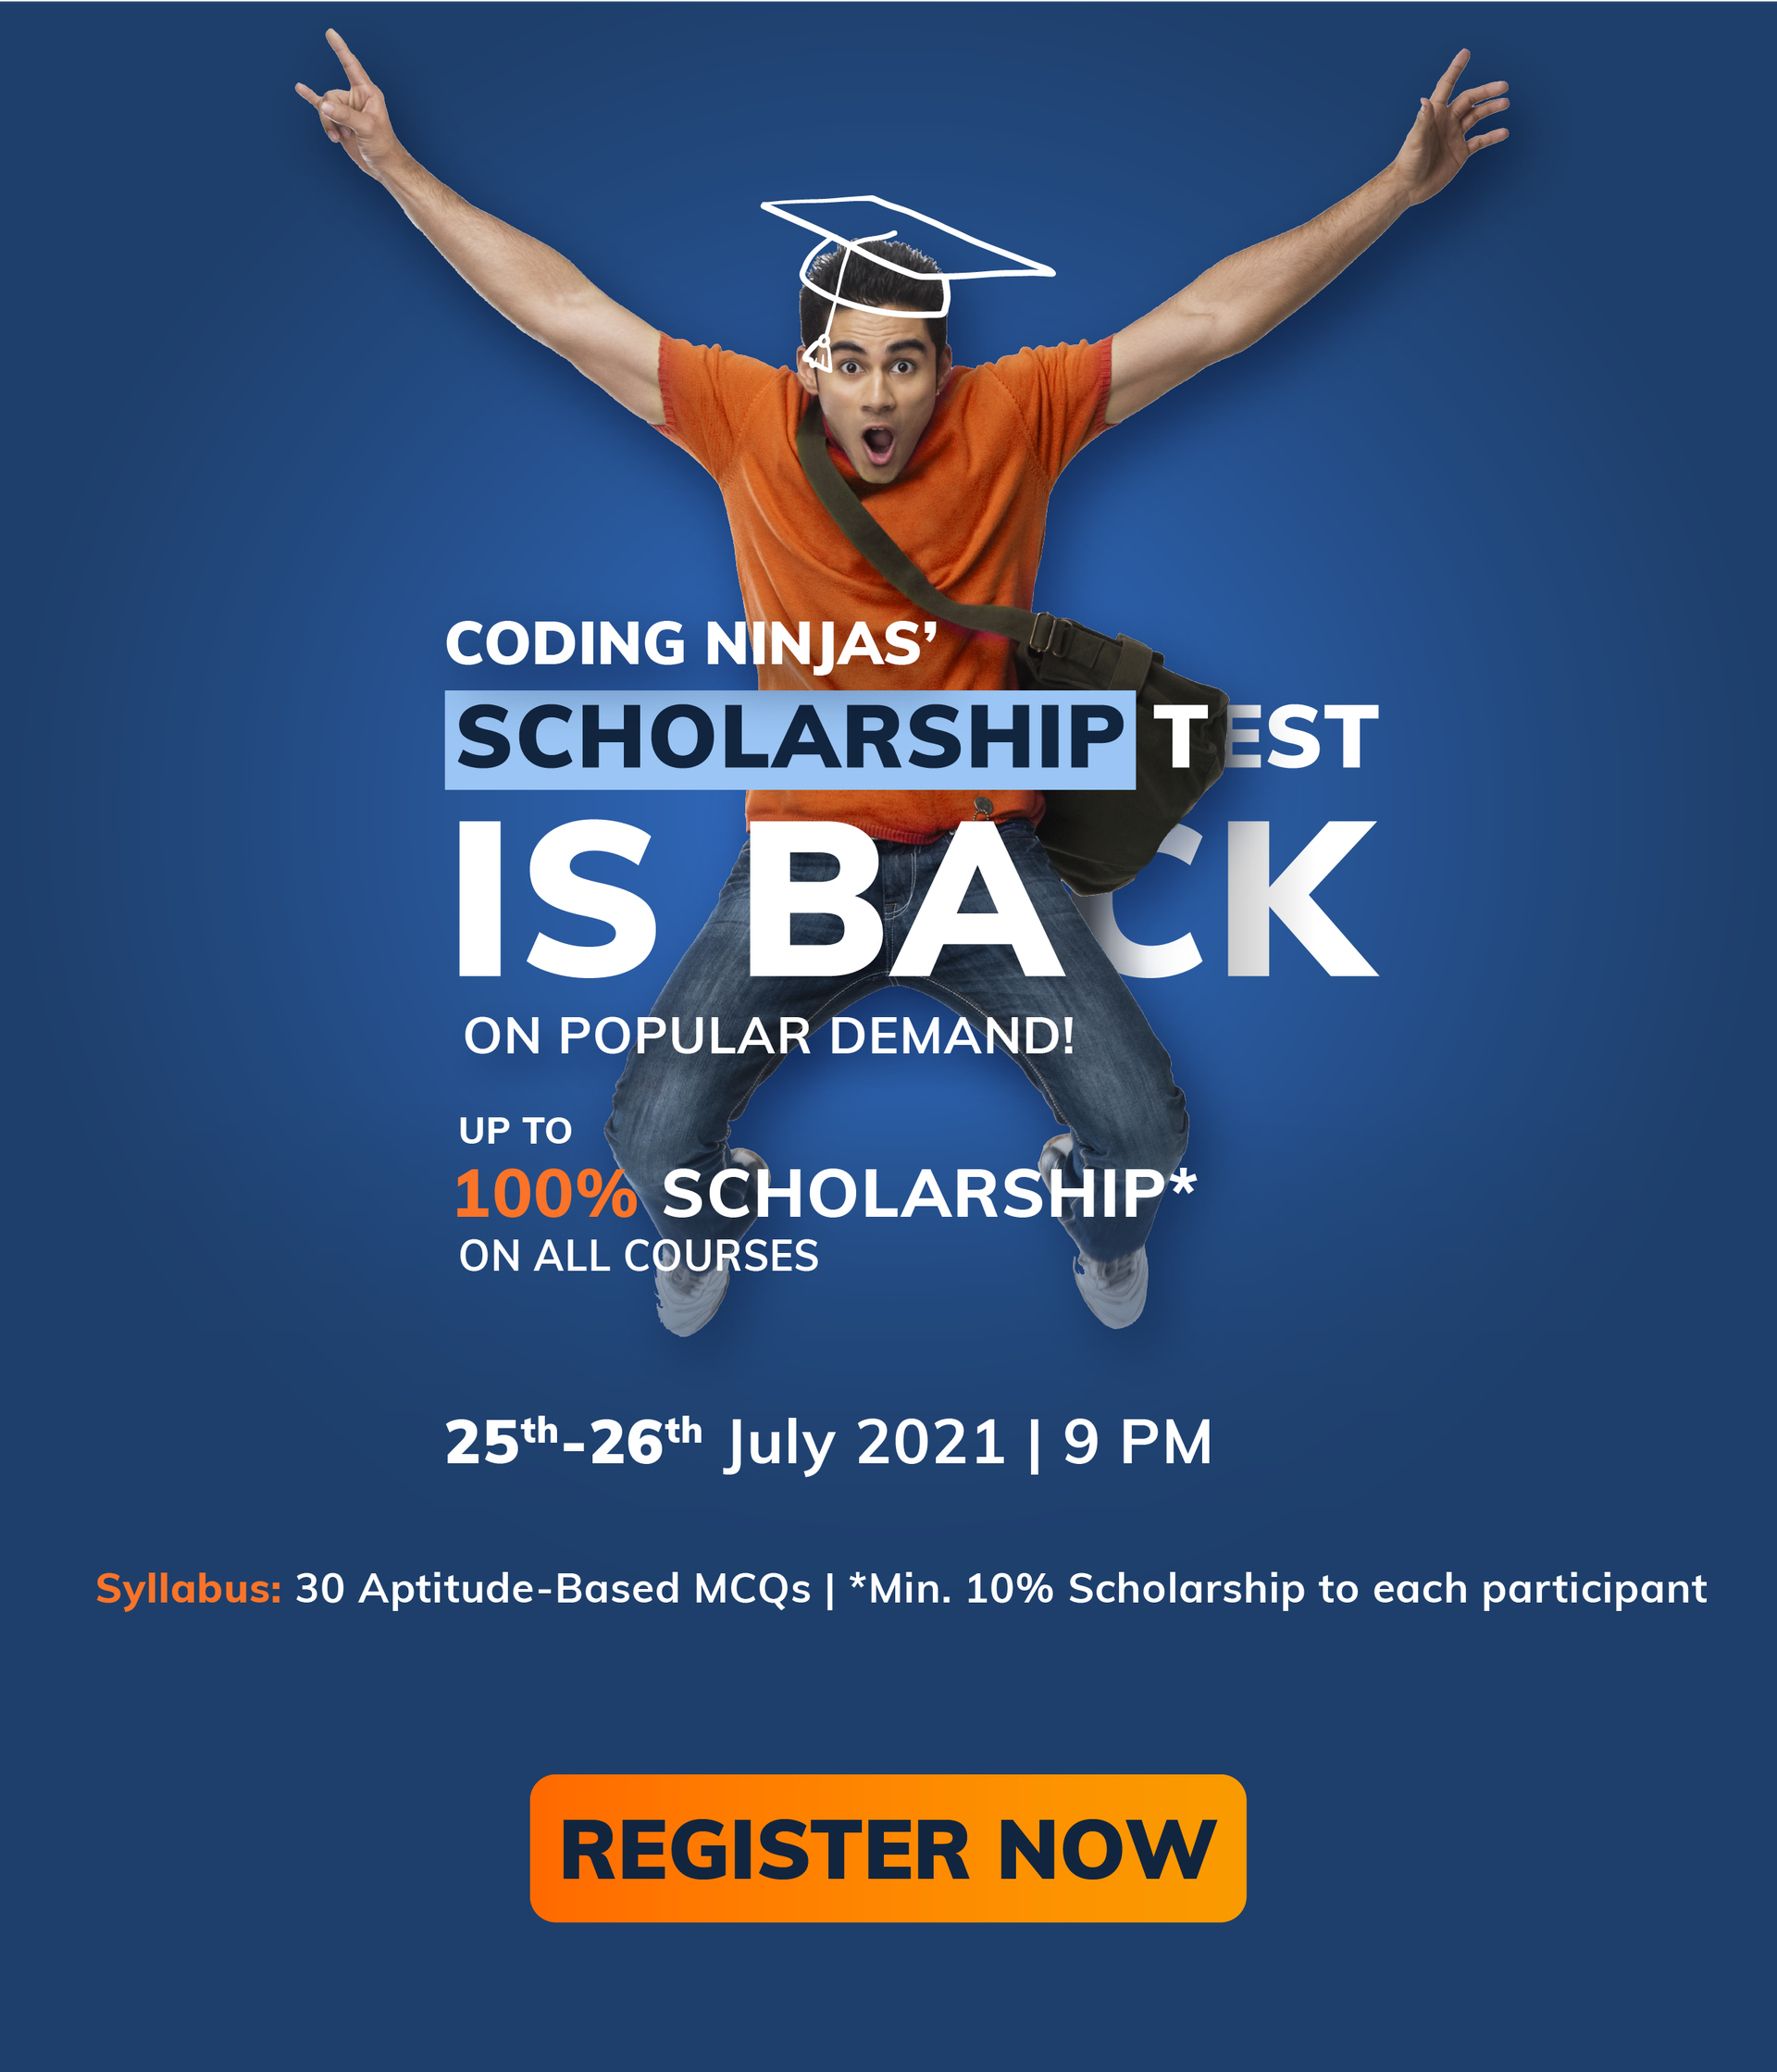 CODING NINJAS’
SCHOLARSHIP TEST
IS BACK
ON POPULAR DEMAND!
UP TO
100% SCHOLARSHIP*
ON ALL COURSES
25th-26th July 2021 | 9 PM
Syllabus: 30 Aptitude-Based MCQs | *Min. 10% Scholarship to each participant
REGISTER NOW